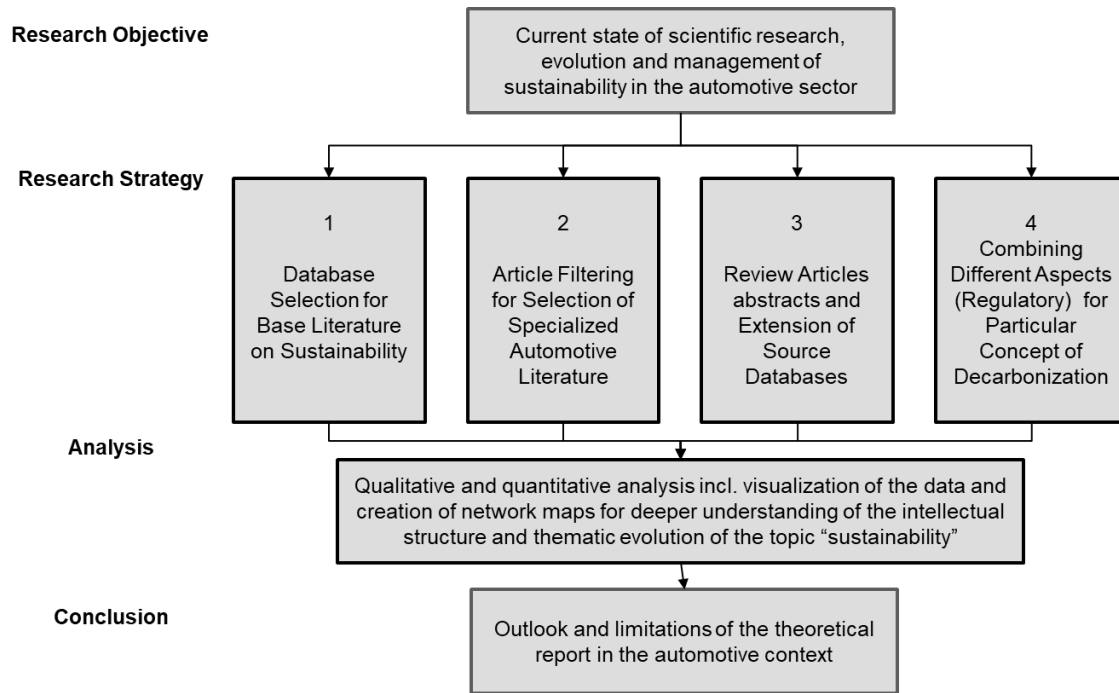 Research Objective
Current state of scientific research,
evolution and management of
sustainability in the automotive sector
Research Strategy
1
Database
Selection for
Base Literature
on Sustainability
2
Article Filtering
for Selection of
Specialized
Automotive
Literature
3
Review Articles
abstracts and
Extension of
Source
Databases
4
Combining
Different Aspects
(Regulatory) for
Particular
Concept of
Decarbonization
Analysis
Qualitative and quantitative analysis incl. visualization of the data and
creation of network maps for deeper understanding of the intellectual
structure and thematic evolution of the topic “sustainability”
Conclusion
Outlook and limitations of the theoretical
report in the automotive context